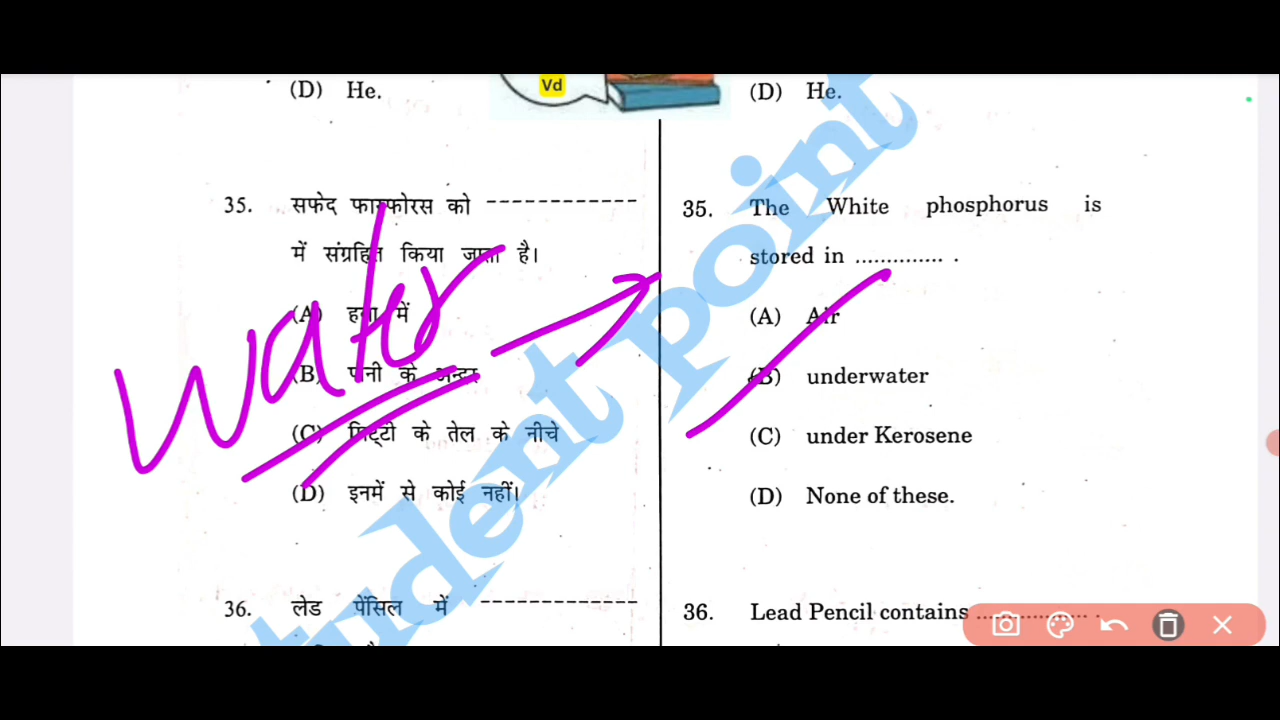 Vd
(D) He.
35. सफेद फास्फोरस को ------------
में संग्रहित किया जाता है।
(A) हवा में
(B) पानी के अन्दर
(C) मिट्टी के तेल के नीचे
(D) इनमें से कोई नहीं।
36. लेड पेंसिल में ------------
water
(D) He.
35. The White phosphorus is
stored in .............. .
(A) Air
(B) underwater
(C) under Kerosene
(D) None of these.
36. Lead Pencil contains .................. .
Student point